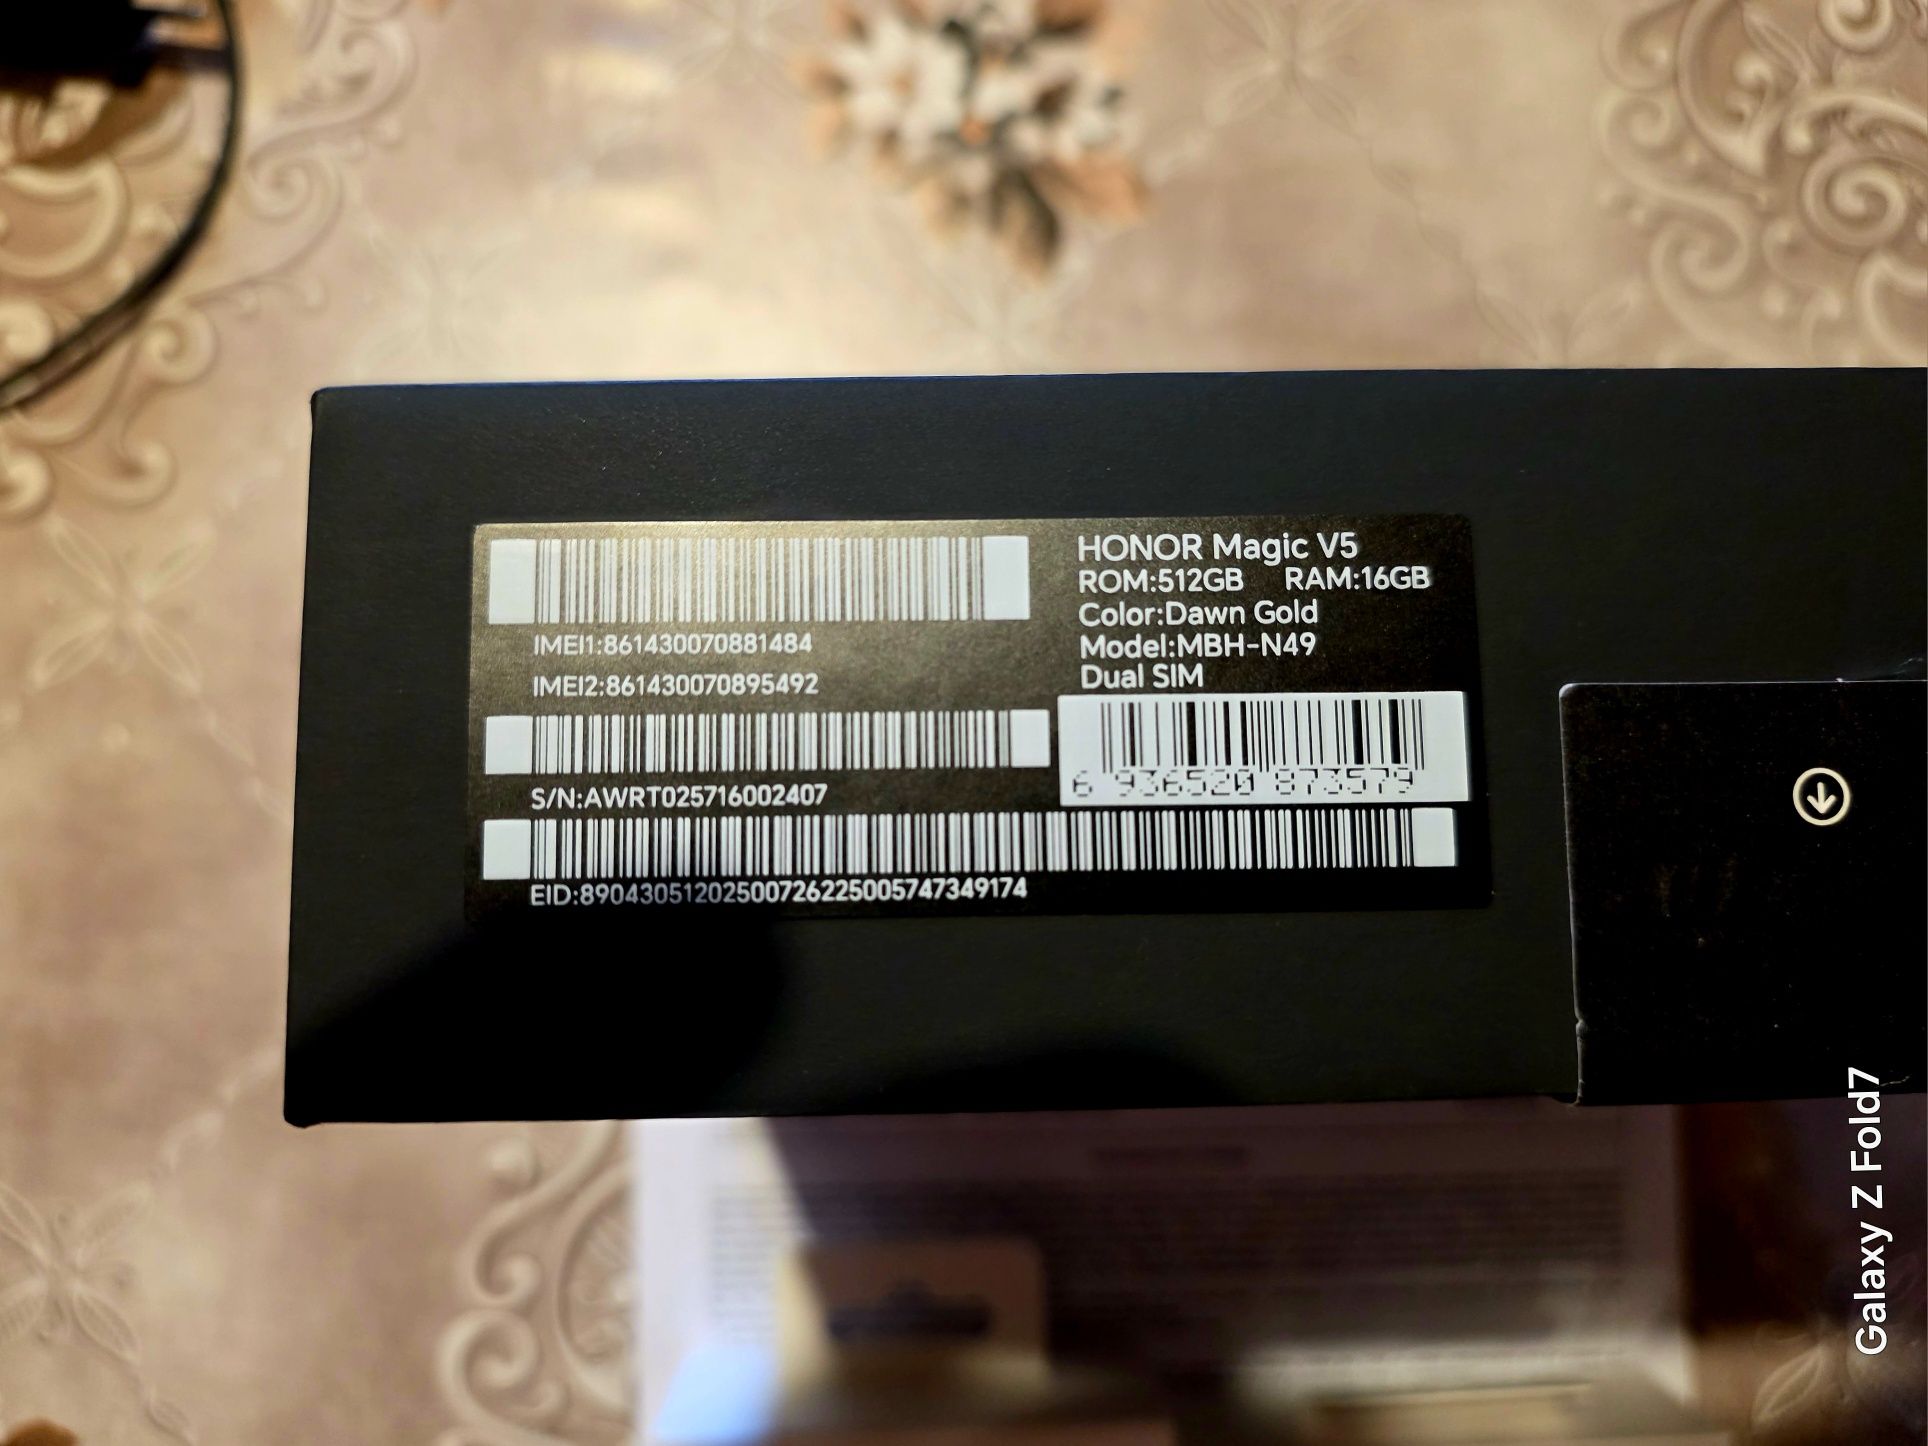 HONOR Magic V5
ROM:512GB RAM:16GB
Color:Dawn Gold
Model:MBH-N49
Dual SIM
6 936520 873579
IMEI1:861430070881484
IMEI2:861430070895492
S/N:AWRT025716002407
EID:89043051202500726225005747349174
Galaxy Z Fold7